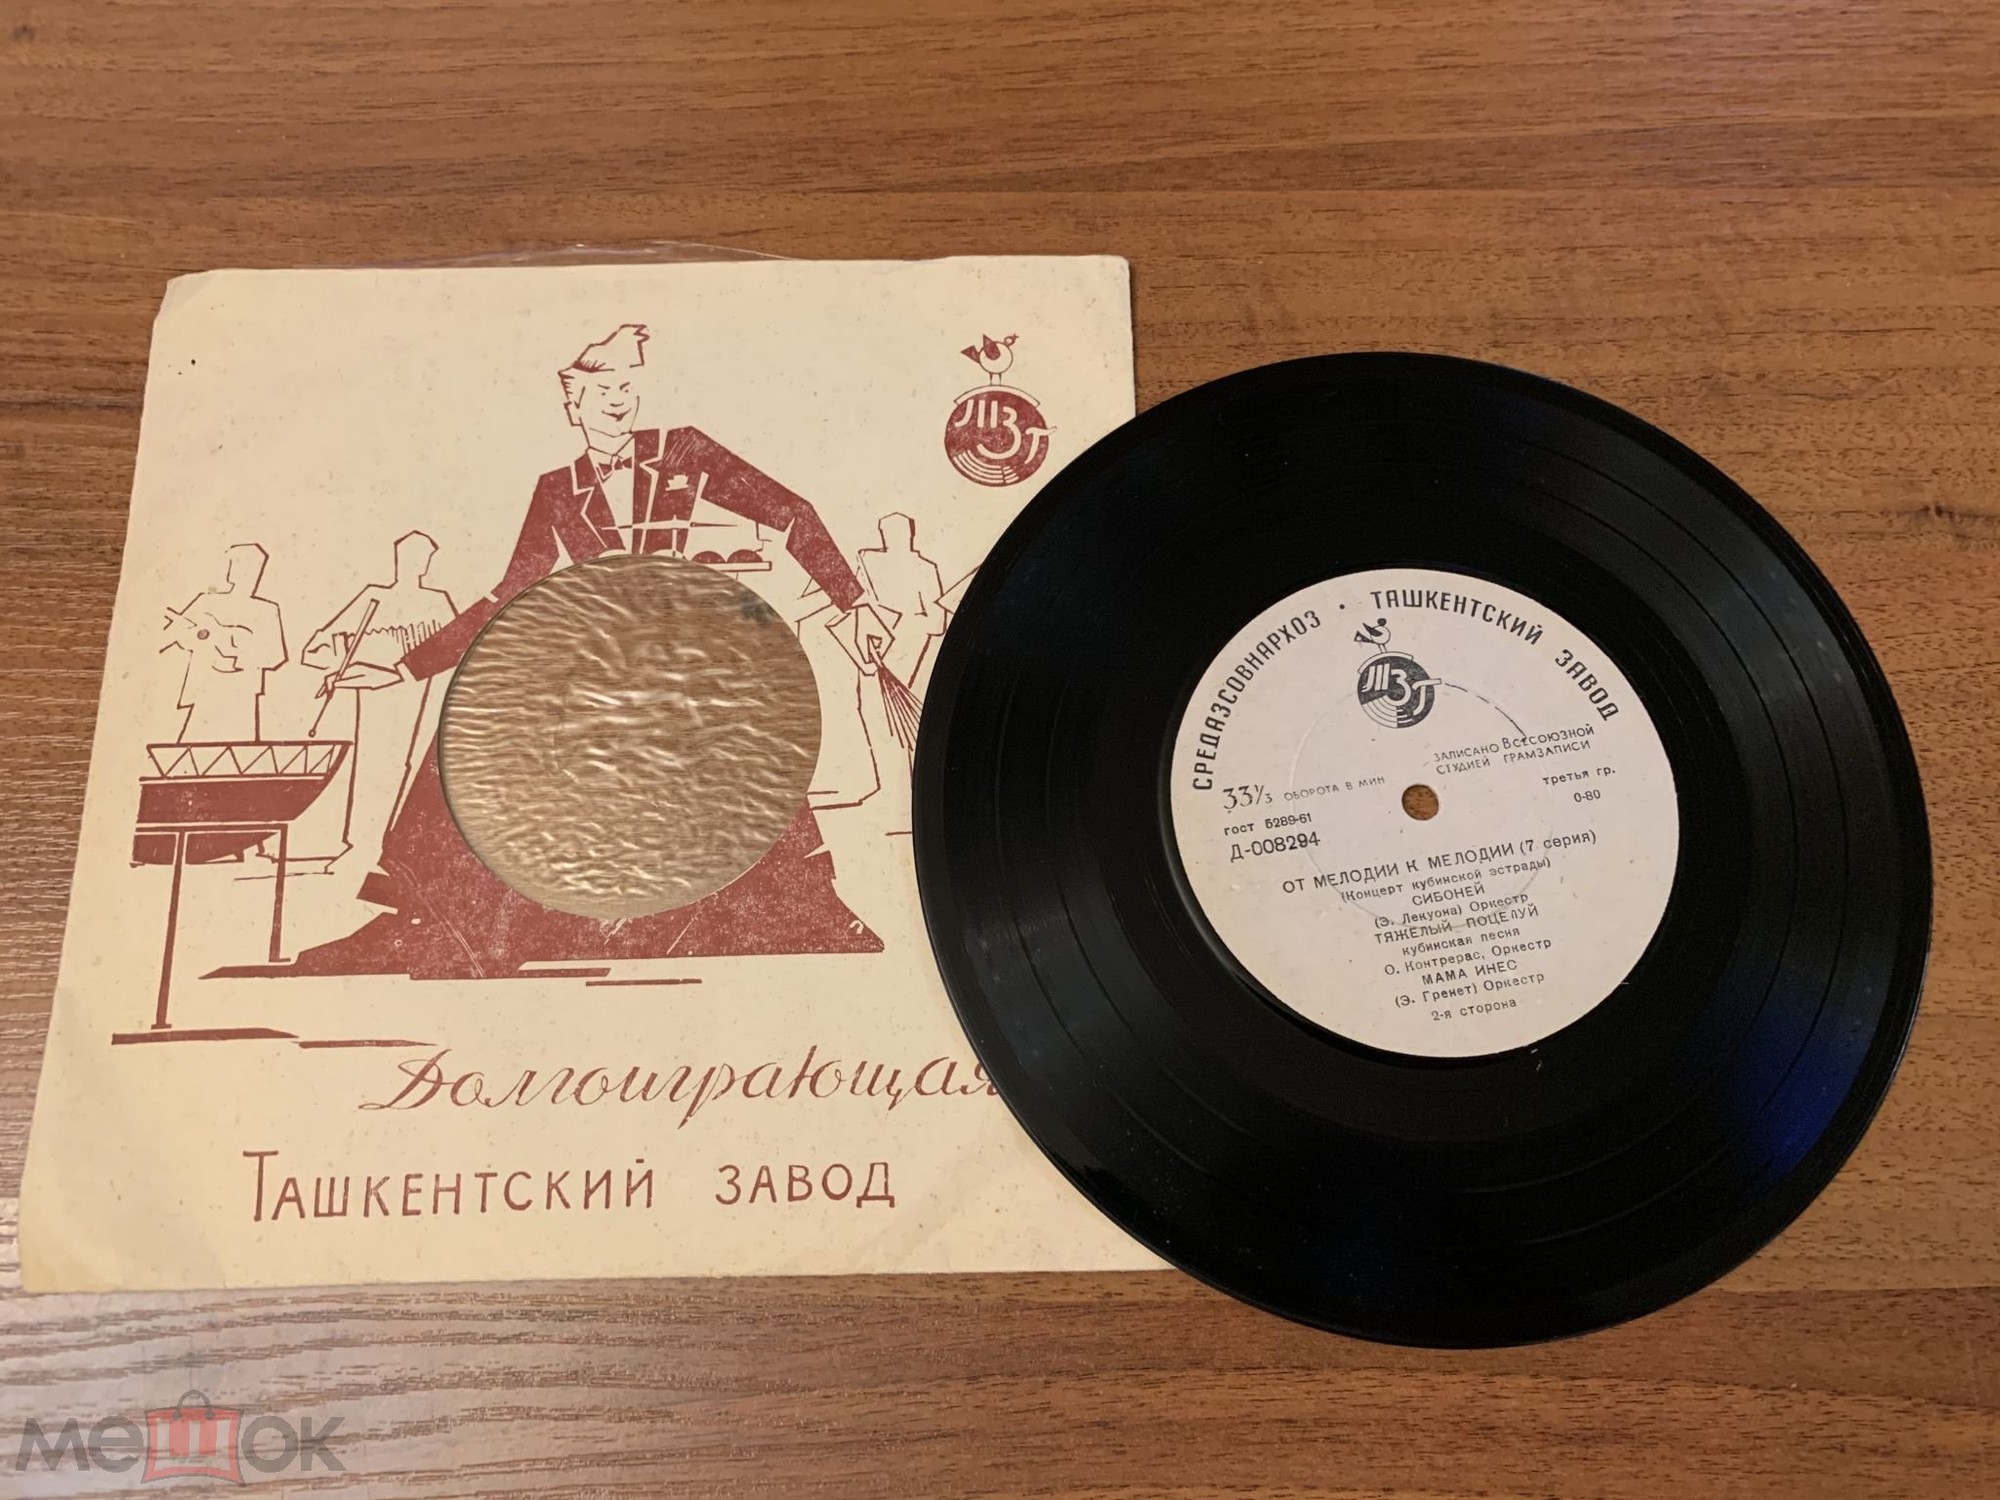 ТЗГ
Долгоиграющая
ТАШКЕНТСКИЙ ЗАВОД
СРЕДАЗСОВНАРХОЗ • ТАШКЕНТСКИЙ ЗАВОД
ТЗГ
33⅓ ОБОРОТА В МИН
ГОСТ 5289-61
Д-008294
ЗАПИСАНО ВСЕСОЮЗНОЙ
СТУДИЕЙ ГРАМЗАПИСИ
третья гр.
0-80
ОТ МЕЛОДИИ К МЕЛОДИИ (7 серия)
(Концерт кубинской эстрады)
СИБОНЕЙ
(Э. Лекуона) Оркестр
ТЯЖЕЛЫЙ ПОЦЕЛУЙ
кубинская песня
О. Контрерас, Оркестр
МАМА ИНЕС
(Э. Гренет) Оркестр
2-я сторона
мешок